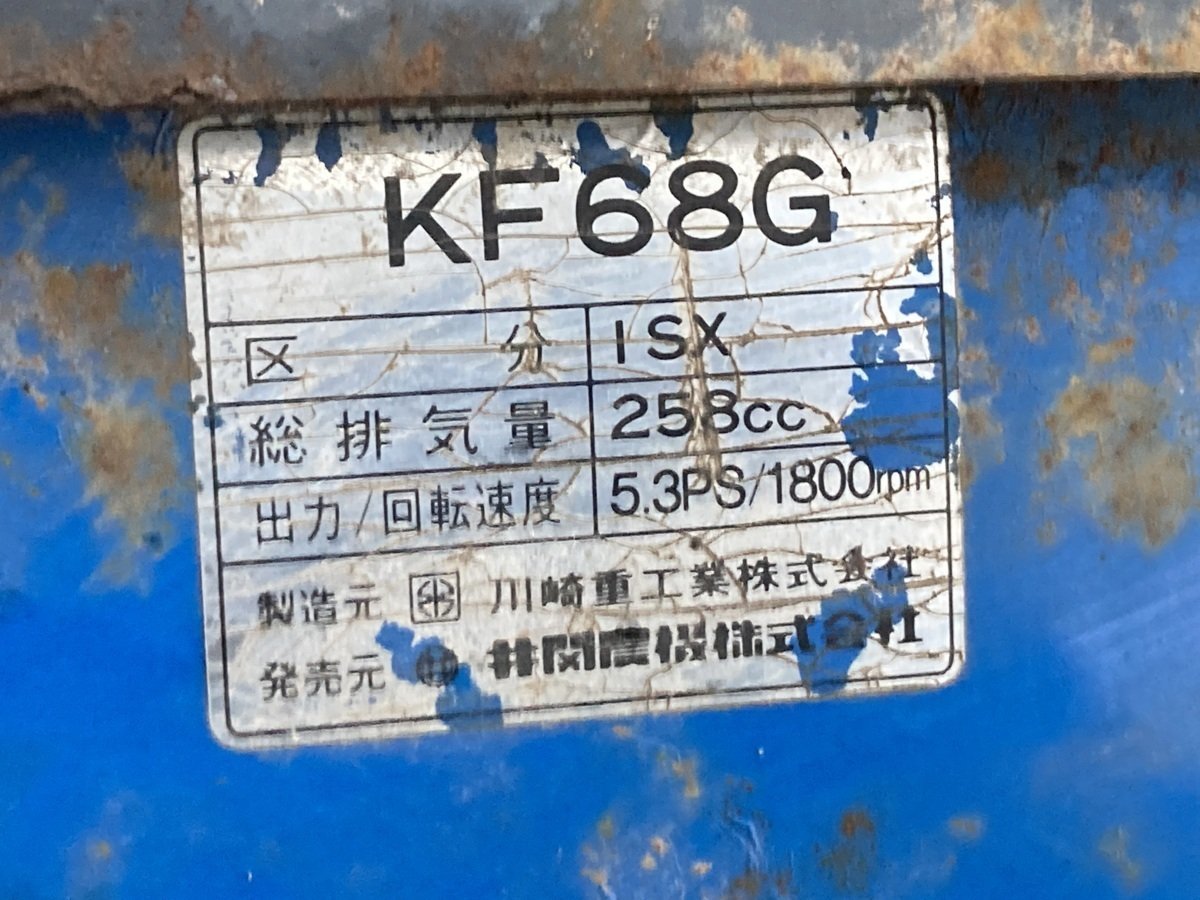 KF68G
区分 ISX
総排気量 258cc
出力/回転速度 5.3PS/1800rpm
製造元 川崎重工業株式会社
発売元 井関農機株式会社